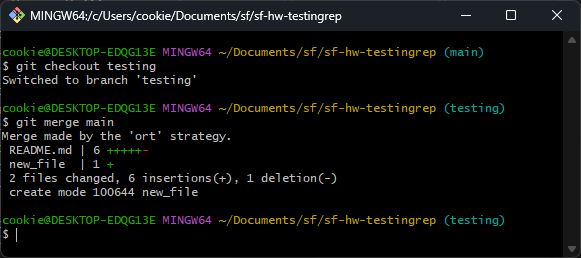 MINGW64:/c/Users/cookie/Documents/sf/sf-hw-testingrep
cookie@DESKTOP-EDQG13E MINGW64 ~/Documents/sf/sf-hw-testingrep (main)
$ git checkout testing
Switched to branch 'testing'
cookie@DESKTOP-EDQG13E MINGW64 ~/Documents/sf/sf-hw-testingrep (testing)
$ git merge main
Merge made by the 'ort' strategy.
 README.md | 6 +++++-
 new_file  | 1 +
 2 files changed, 6 insertions(+), 1 deletion(-)
 create mode 100644 new_file
cookie@DESKTOP-EDQG13E MINGW64 ~/Documents/sf/sf-hw-testingrep (testing)
$